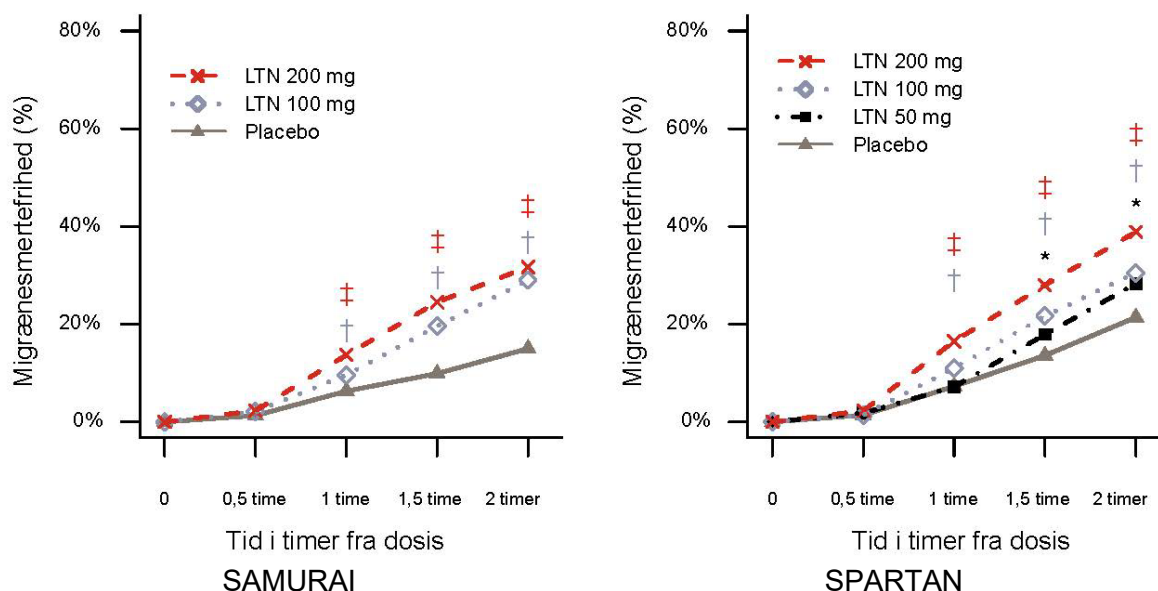 Migrænesmertefrihed (%)
80%
60%
40%
20%
0%
LTN 200 mg
LTN 100 mg
Placebo
‡
‡
‡
†
†
†
0
0,5 time
1 time
1,5 time
2 timer
Tid i timer fra dosis
SAMURAI
Migrænesmertefrihed (%)
80%
60%
40%
20%
0%
LTN 200 mg
LTN 100 mg
LTN 50 mg
Placebo
‡
‡
‡
†
†
†
*
*
0
0,5 time
1 time
1,5 time
2 timer
Tid i timer fra dosis
SPARTAN